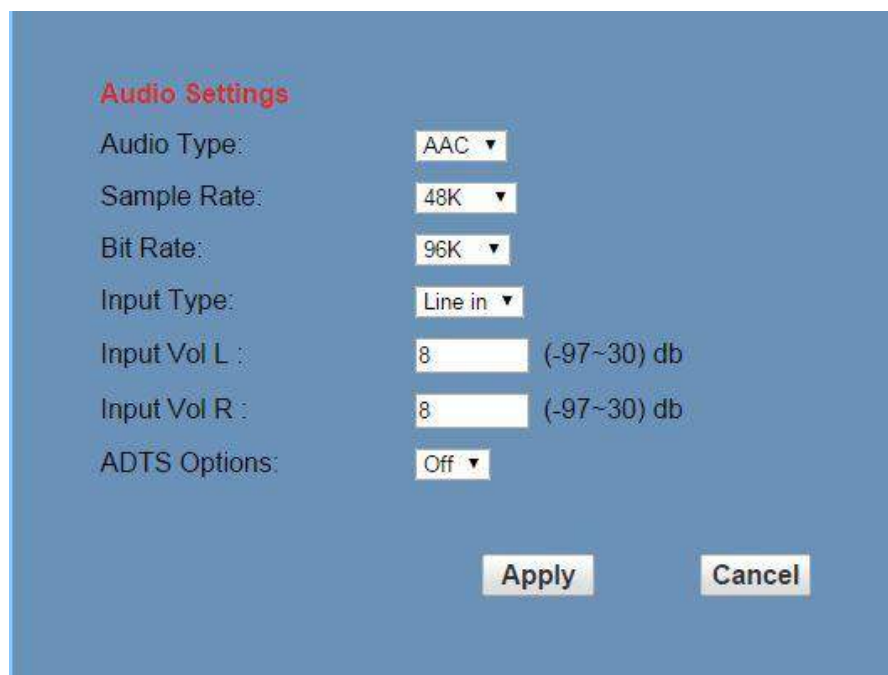 Audio Settings
Audio Type: AAC
Sample Rate: 48K
Bit Rate: 96K
Input Type: Line in
Input Vol L : 8 (-97~30) db
Input Vol R : 8 (-97~30) db
ADTS Options: Off
Apply Cancel